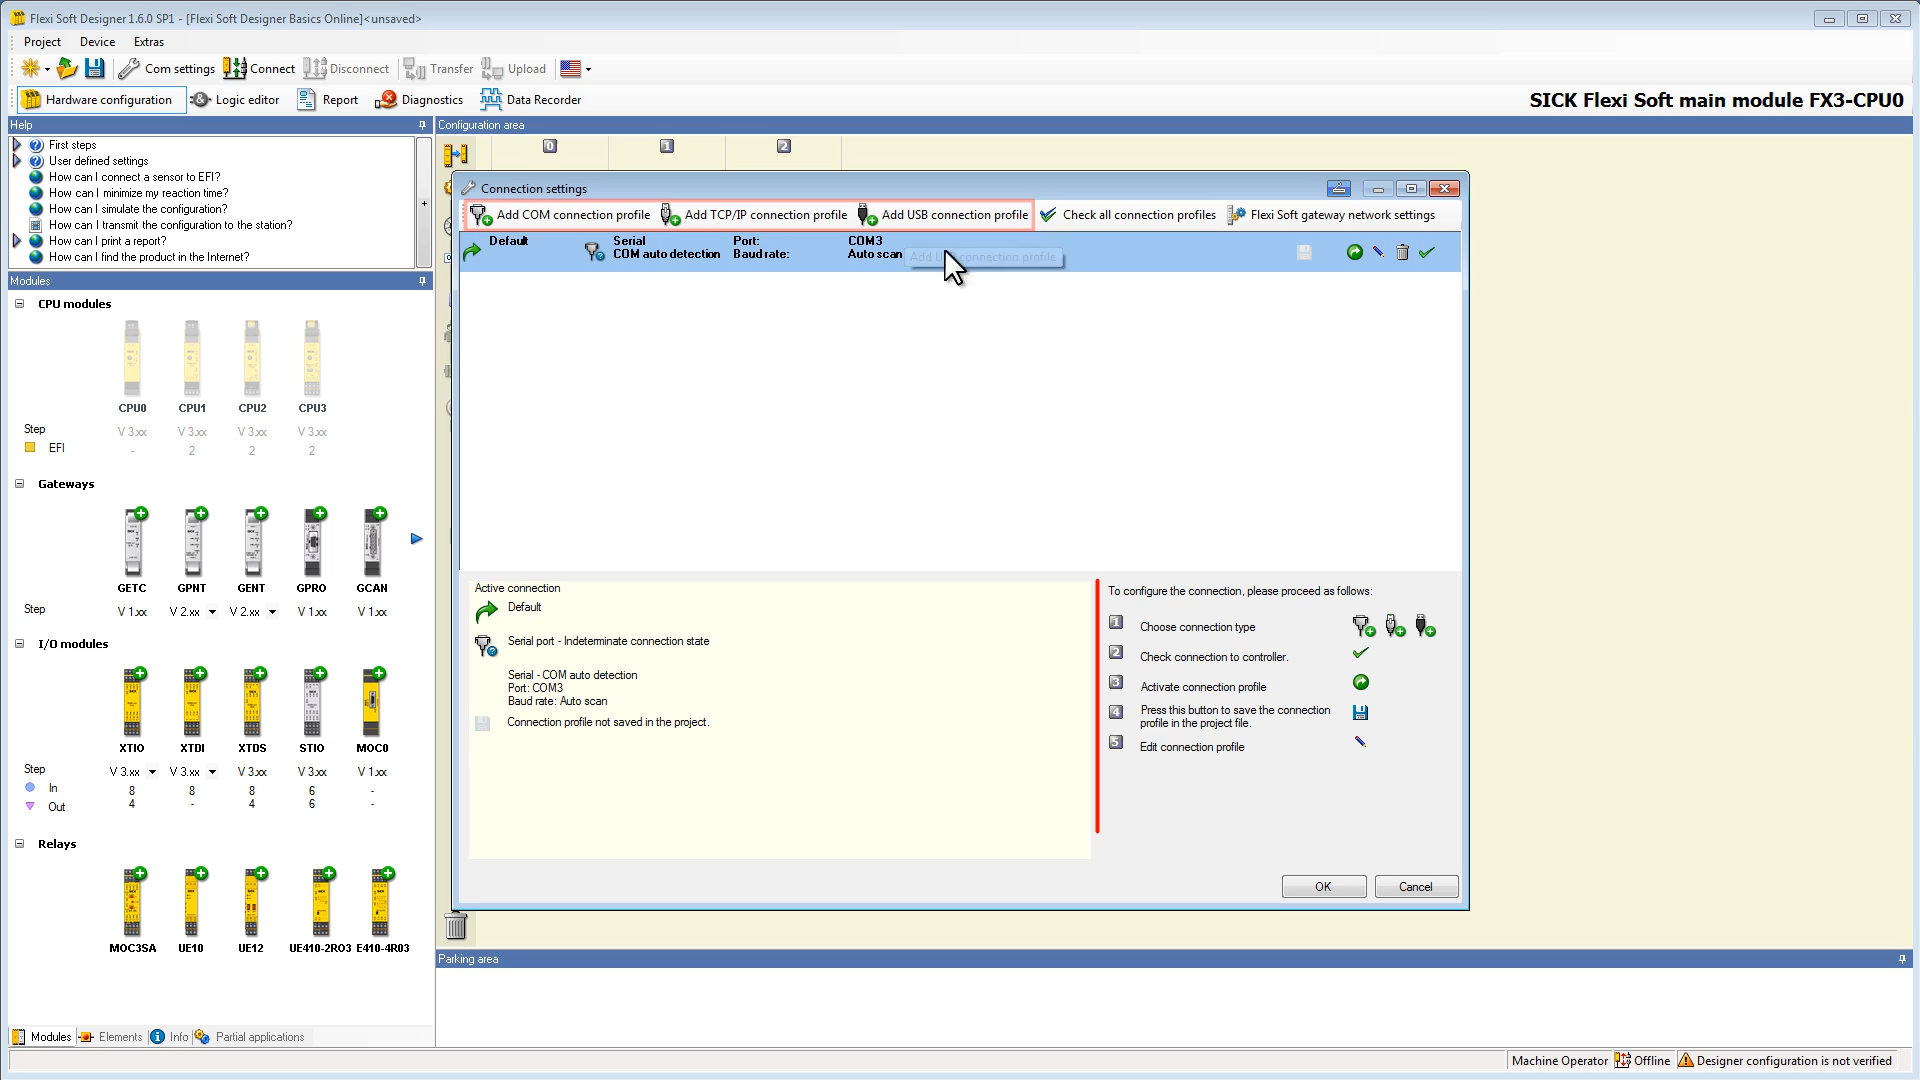 Flexi Soft Designer 1.6.0 SP1 - [Flexi Soft Designer Basics Online]<unsaved>
Project Device Extras
Com settings Connect Disconnect Transfer Upload
Hardware configuration Logic editor Report Diagnostics Data Recorder
SICK Flexi Soft main module FX3-CPU0
Help
First steps
User defined settings
How can I connect a sensor to EFI?
How can I minimize my reaction time?
How can I simulate the configuration?
How can I transmit the configuration to the station?
How can I print a report?
How can I find the product in the Internet?
Modules
CPU modules
CPU0 CPU1 CPU2 CPU3
Step V 3.xx V 3.xx V 3.xx V 3.xx
EFI - 2 2 2
Gateways
GETC GPNT GENT GPRO GCAN
Step V 1.xx V 2.xx V 2.xx V 1.xx V 1.xx
I/O modules
XTIO XTDI XTDS STIO MOC0
Step V 3.xx V 3.xx V 3.xx V 3.xx V 1.xx
In 8 8 8 6 -
Out 4 - 4 6 -
Relays
MOC3SA UE10 UE12 UE410-2RO3 E410-4R03
Modules Elements Info Partial applications
Configuration area
0 1 2
Connection settings
Add COM connection profile Add TCP/IP connection profile Add USB connection profile Check all connection profiles Flexi Soft gateway network settings
Default Serial Port: COM3
COM auto detection Baud rate: Auto scan
Add U connection profile
Active connection
Default
Serial port - Indeterminate connection state
Serial - COM auto detection
Port: COM3
Baud rate: Auto scan
Connection profile not saved in the project.
To configure the connection, please proceed as follows:
1 Choose connection type
2 Check connection to controller.
3 Activate connection profile
4 Press this button to save the connection
profile in the project file.
5 Edit connection profile
OK Cancel
Parking area
Machine Operator Offline Designer configuration is not verified